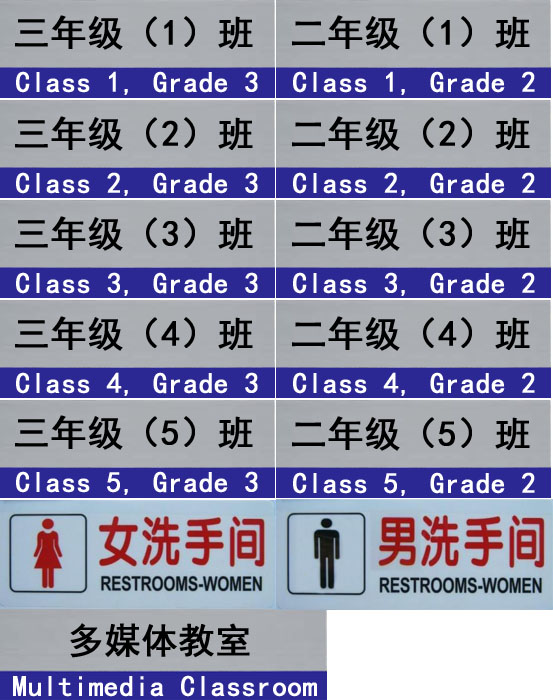 三年级（1）班
Class 1, Grade 3
二年级（1）班
Class 1, Grade 2
三年级（2）班
Class 2, Grade 3
二年级（2）班
Class 2, Grade 2
三年级（3）班
Class 3, Grade 3
二年级（3）班
Class 3, Grade 2
三年级（4）班
Class 4, Grade 3
二年级（4）班
Class 4, Grade 2
三年级（5）班
Class 5, Grade 3
二年级（5）班
Class 5, Grade 2
女洗手间
RESTROOMS-WOMEN
男洗手间
RESTROOMS-MEN
多媒体教室
Multimedia Classroom